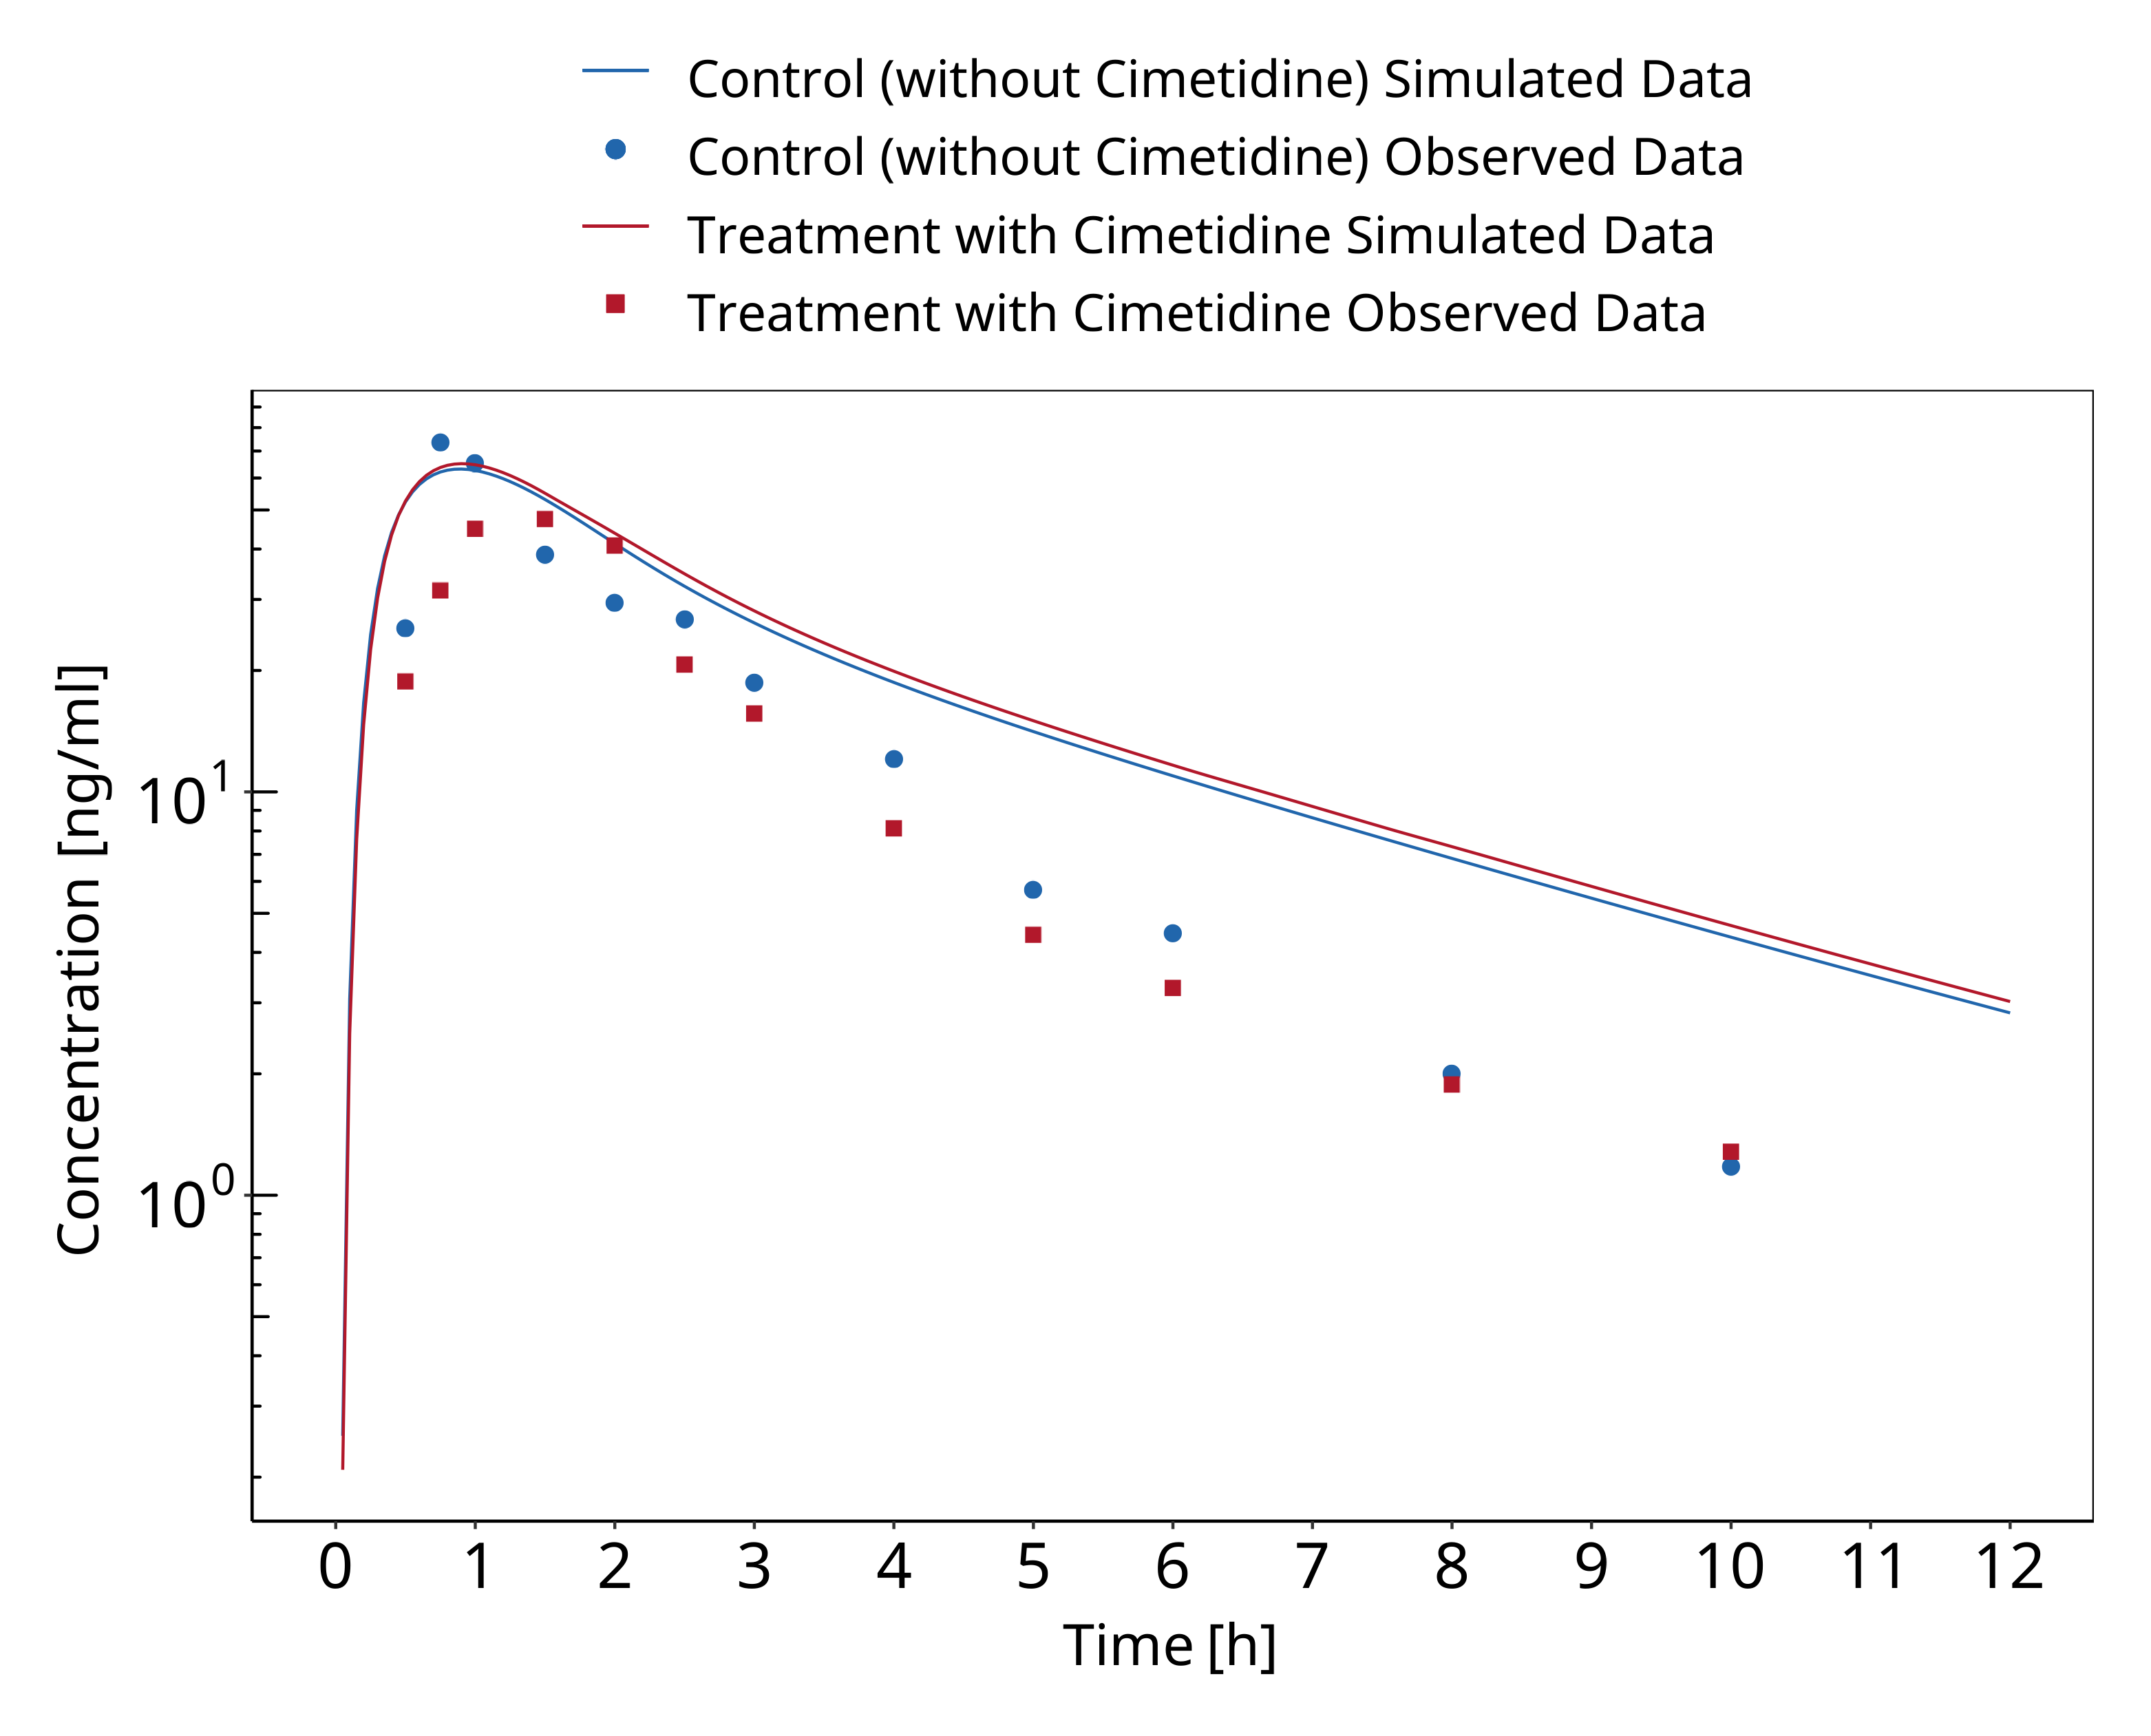 Control (without Cimetidine) Simulated Data
Control (without Cimetidine) Observed Data
Treatment with Cimetidine Simulated Data
Treatment with Cimetidine Observed Data
Concentration [ng/ml]
10^1
10^0
0 1 2 3 4 5 6 7 8 9 10 11 12
Time [h]